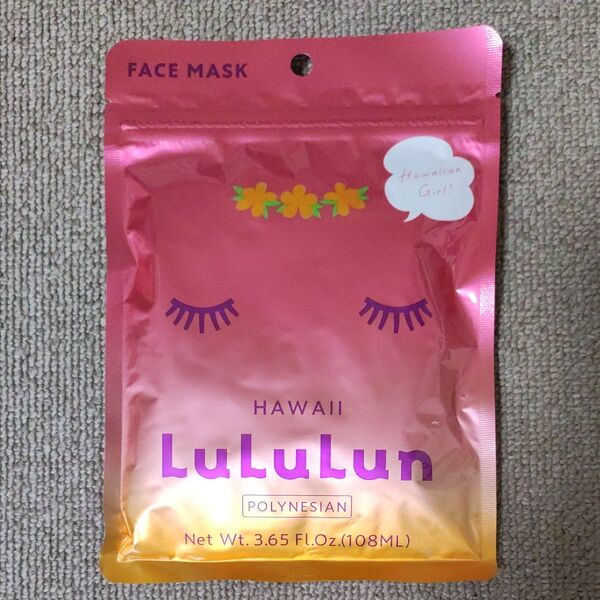 FACE MASK
Hawaiian
Girl!
HAWAII
LuLuLun
POLYNESIAN
Net Wt. 3.65 Fl.Oz.(108ML)